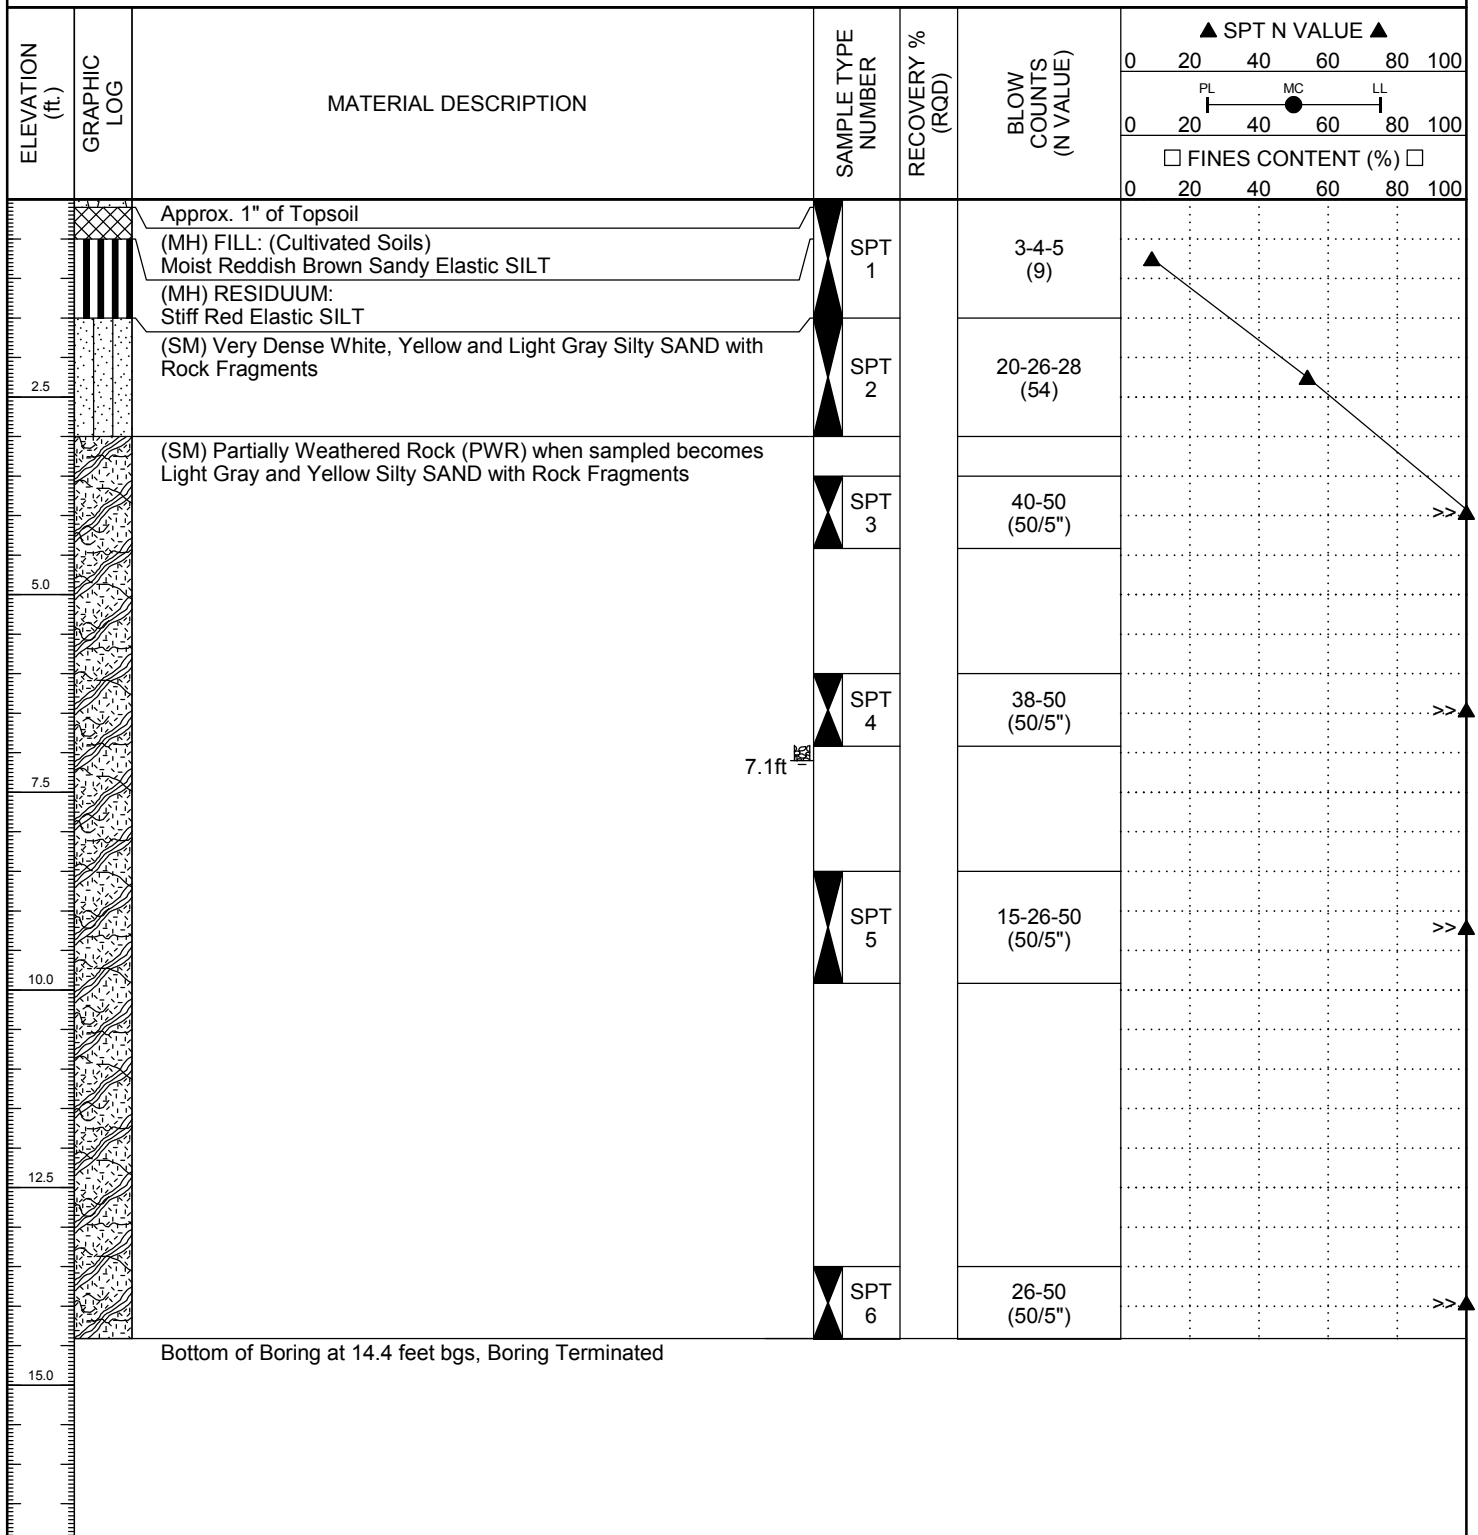 ELEVATION
(ft.)
GRAPHIC
LOG
MATERIAL DESCRIPTION
SAMPLE TYPE
NUMBER
RECOVERY %
(RQD)
BLOW
COUNTS
(N VALUE)
▲ SPT N VALUE ▲
0 20 40 60 80 100
PL MC LL
0 20 40 60 80 100
□ FINES CONTENT (%) □
0 20 40 60 80 100
Approx. 1" of Topsoil
(MH) FILL: (Cultivated Soils)
Moist Reddish Brown Sandy Elastic SILT
(MH) RESIDUUM:
Stiff Red Elastic SILT
(SM) Very Dense White, Yellow and Light Gray Silty SAND with
Rock Fragments
(SM) Partially Weathered Rock (PWR) when sampled becomes
Light Gray and Yellow Silty SAND with Rock Fragments
SPT
1
3-4-5
(9)
SPT
2
20-26-28
(54)
2.5
SPT
3
40-50
(50/5")
>>
5.0
SPT
4
38-50
(50/5")
>>
7.1ft
7.5
SPT
5
15-26-50
(50/5")
>>
10.0
12.5
SPT
6
26-50
(50/5")
>>
Bottom of Boring at 14.4 feet bgs, Boring Terminated
15.0